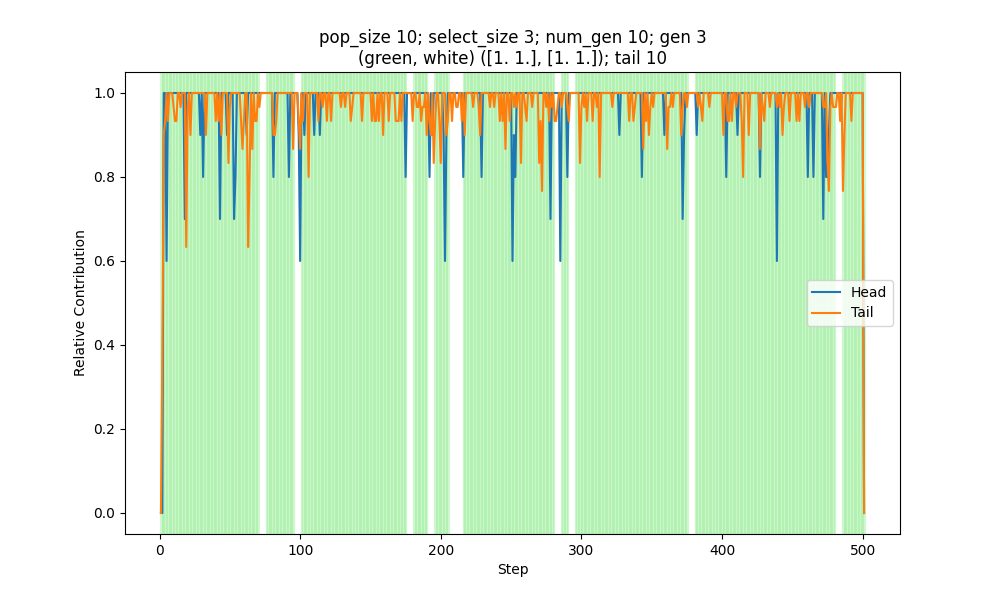 pop_size 10; select_size 3; num_gen 10; gen 3
(green, white) ([1. 1.], [1. 1.]); tail 10
1.0
0.8
0.6
0.4
0.2
0.0
Relative Contribution
Head
Tail
0 100 200 300 400 500
Step